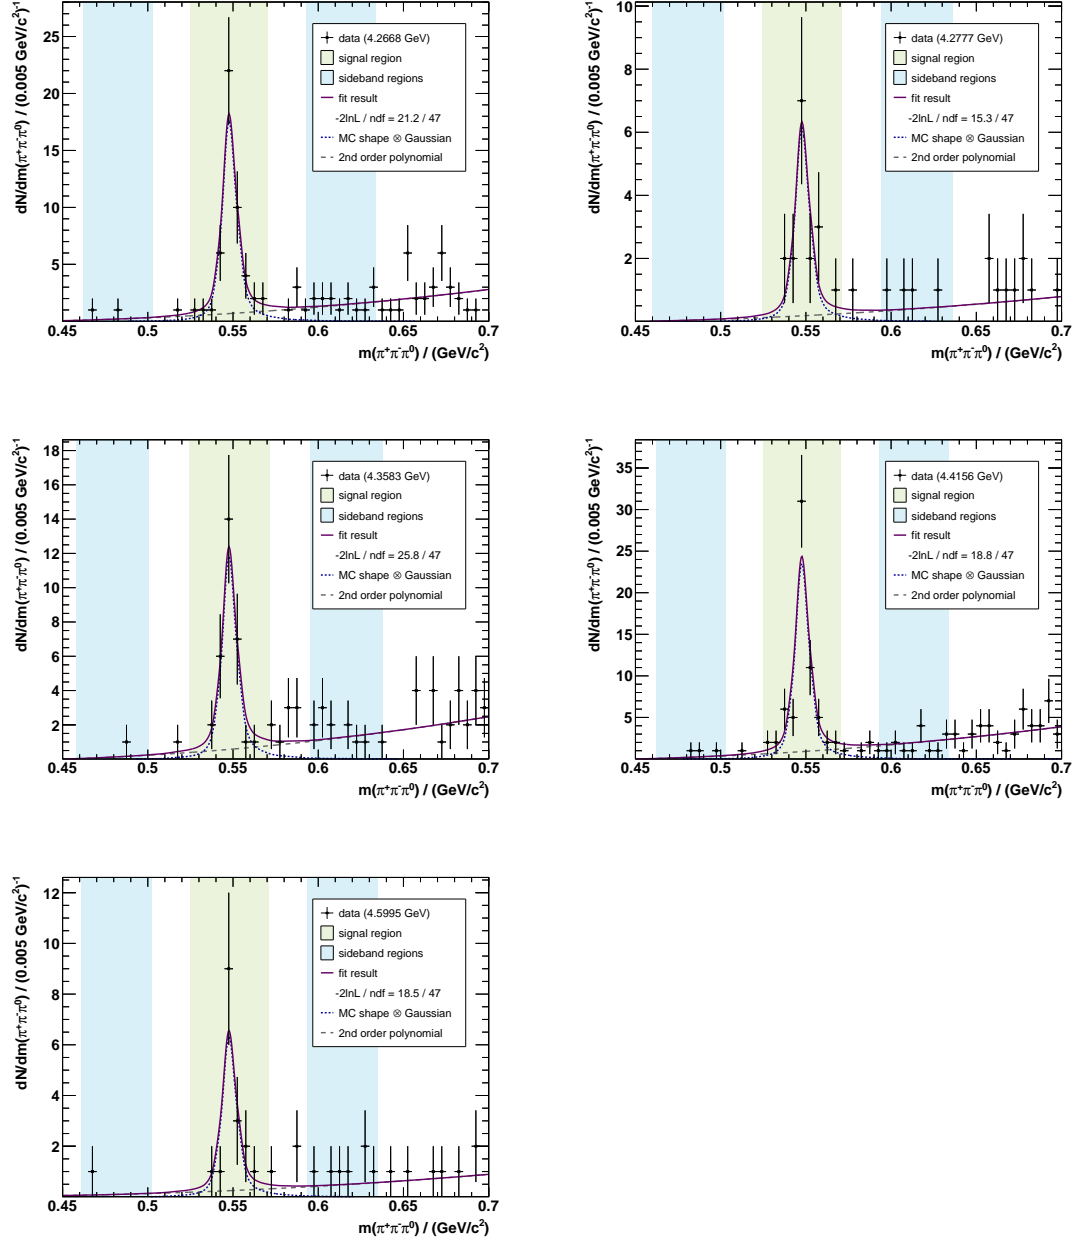 dN/dm(π⁺π⁻π⁰) / (0.005 GeV/c²)⁻¹
25
20
15
10
5
0.45 0.5 0.55 0.6 0.65 0.7
m(π⁺π⁻π⁰) / (GeV/c²)
data (4.2668 GeV)
signal region
sideband regions
fit result
-2lnL / ndf = 21.2 / 47
MC shape ⊗ Gaussian
2nd order polynomial
dN/dm(π⁺π⁻π⁰) / (0.005 GeV/c²)⁻¹
10
8
6
4
2
0.45 0.5 0.55 0.6 0.65 0.7
m(π⁺π⁻π⁰) / (GeV/c²)
data (4.2777 GeV)
signal region
sideband regions
fit result
-2lnL / ndf = 15.3 / 47
MC shape ⊗ Gaussian
2nd order polynomial
dN/dm(π⁺π⁻π⁰) / (0.005 GeV/c²)⁻¹
18
16
14
12
10
8
6
4
2
0.45 0.5 0.55 0.6 0.65 0.7
m(π⁺π⁻π⁰) / (GeV/c²)
data (4.3583 GeV)
signal region
sideband regions
fit result
-2lnL / ndf = 25.8 / 47
MC shape ⊗ Gaussian
2nd order polynomial
dN/dm(π⁺π⁻π⁰) / (0.005 GeV/c²)⁻¹
35
30
25
20
15
10
5
0.45 0.5 0.55 0.6 0.65 0.7
m(π⁺π⁻π⁰) / (GeV/c²)
data (4.4156 GeV)
signal region
sideband regions
fit result
-2lnL / ndf = 18.8 / 47
MC shape ⊗ Gaussian
2nd order polynomial
dN/dm(π⁺π⁻π⁰) / (0.005 GeV/c²)⁻¹
12
10
8
6
4
2
0.45 0.5 0.55 0.6 0.65 0.7
m(π⁺π⁻π⁰) / (GeV/c²)
data (4.5995 GeV)
signal region
sideband regions
fit result
-2lnL / ndf = 18.5 / 47
MC shape ⊗ Gaussian
2nd order polynomial